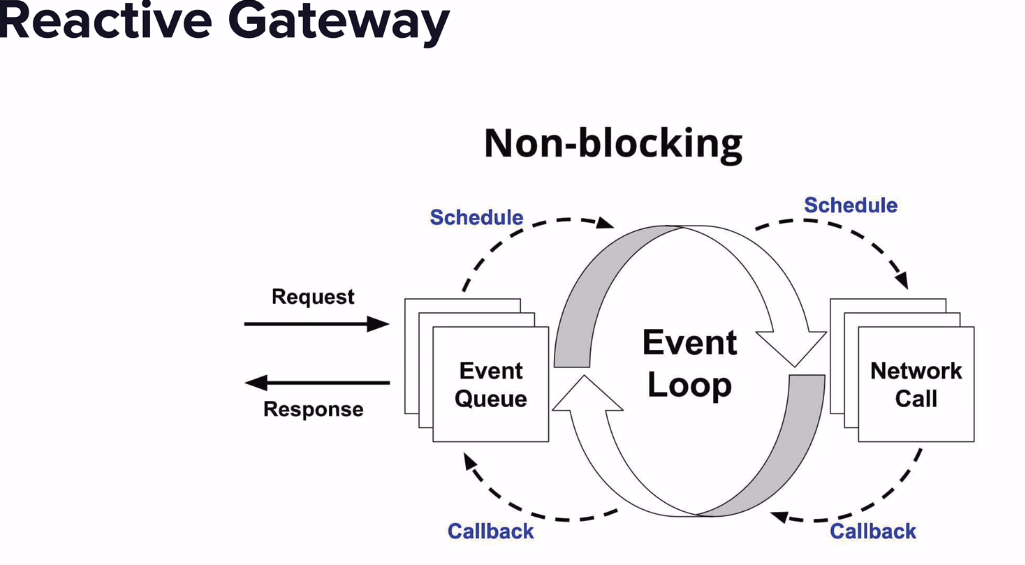 Reactive Gateway
Non-blocking
Schedule
Schedule
Request
Event
Queue
Event
Loop
Network
Call
Response
Callback
Callback